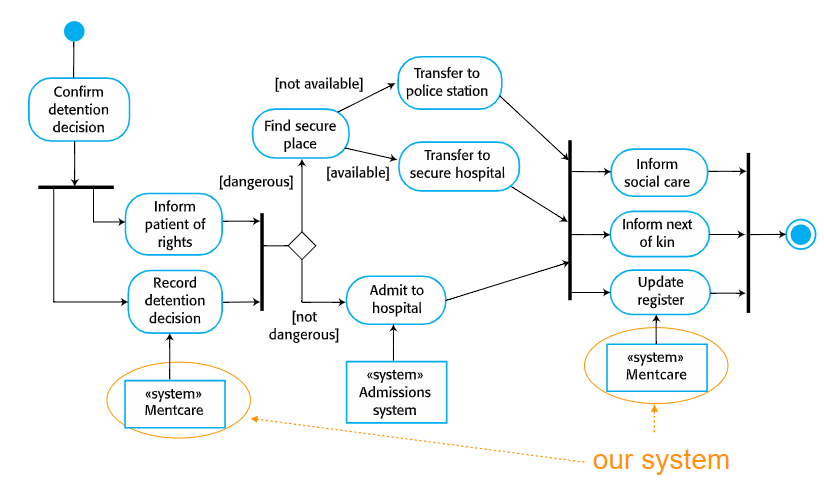 Confirm
detention
decision
Inform
patient of
rights
Record
detention
decision
«system»
Mentcare
[dangerous]
[not
dangerous]
Find secure
place
[not available]
[available]
Transfer to
police station
Transfer to
secure hospital
Admit to
hospital
«system»
Admissions
system
Inform
social care
Inform next
of kin
Update
register
«system»
Mentcare
our system